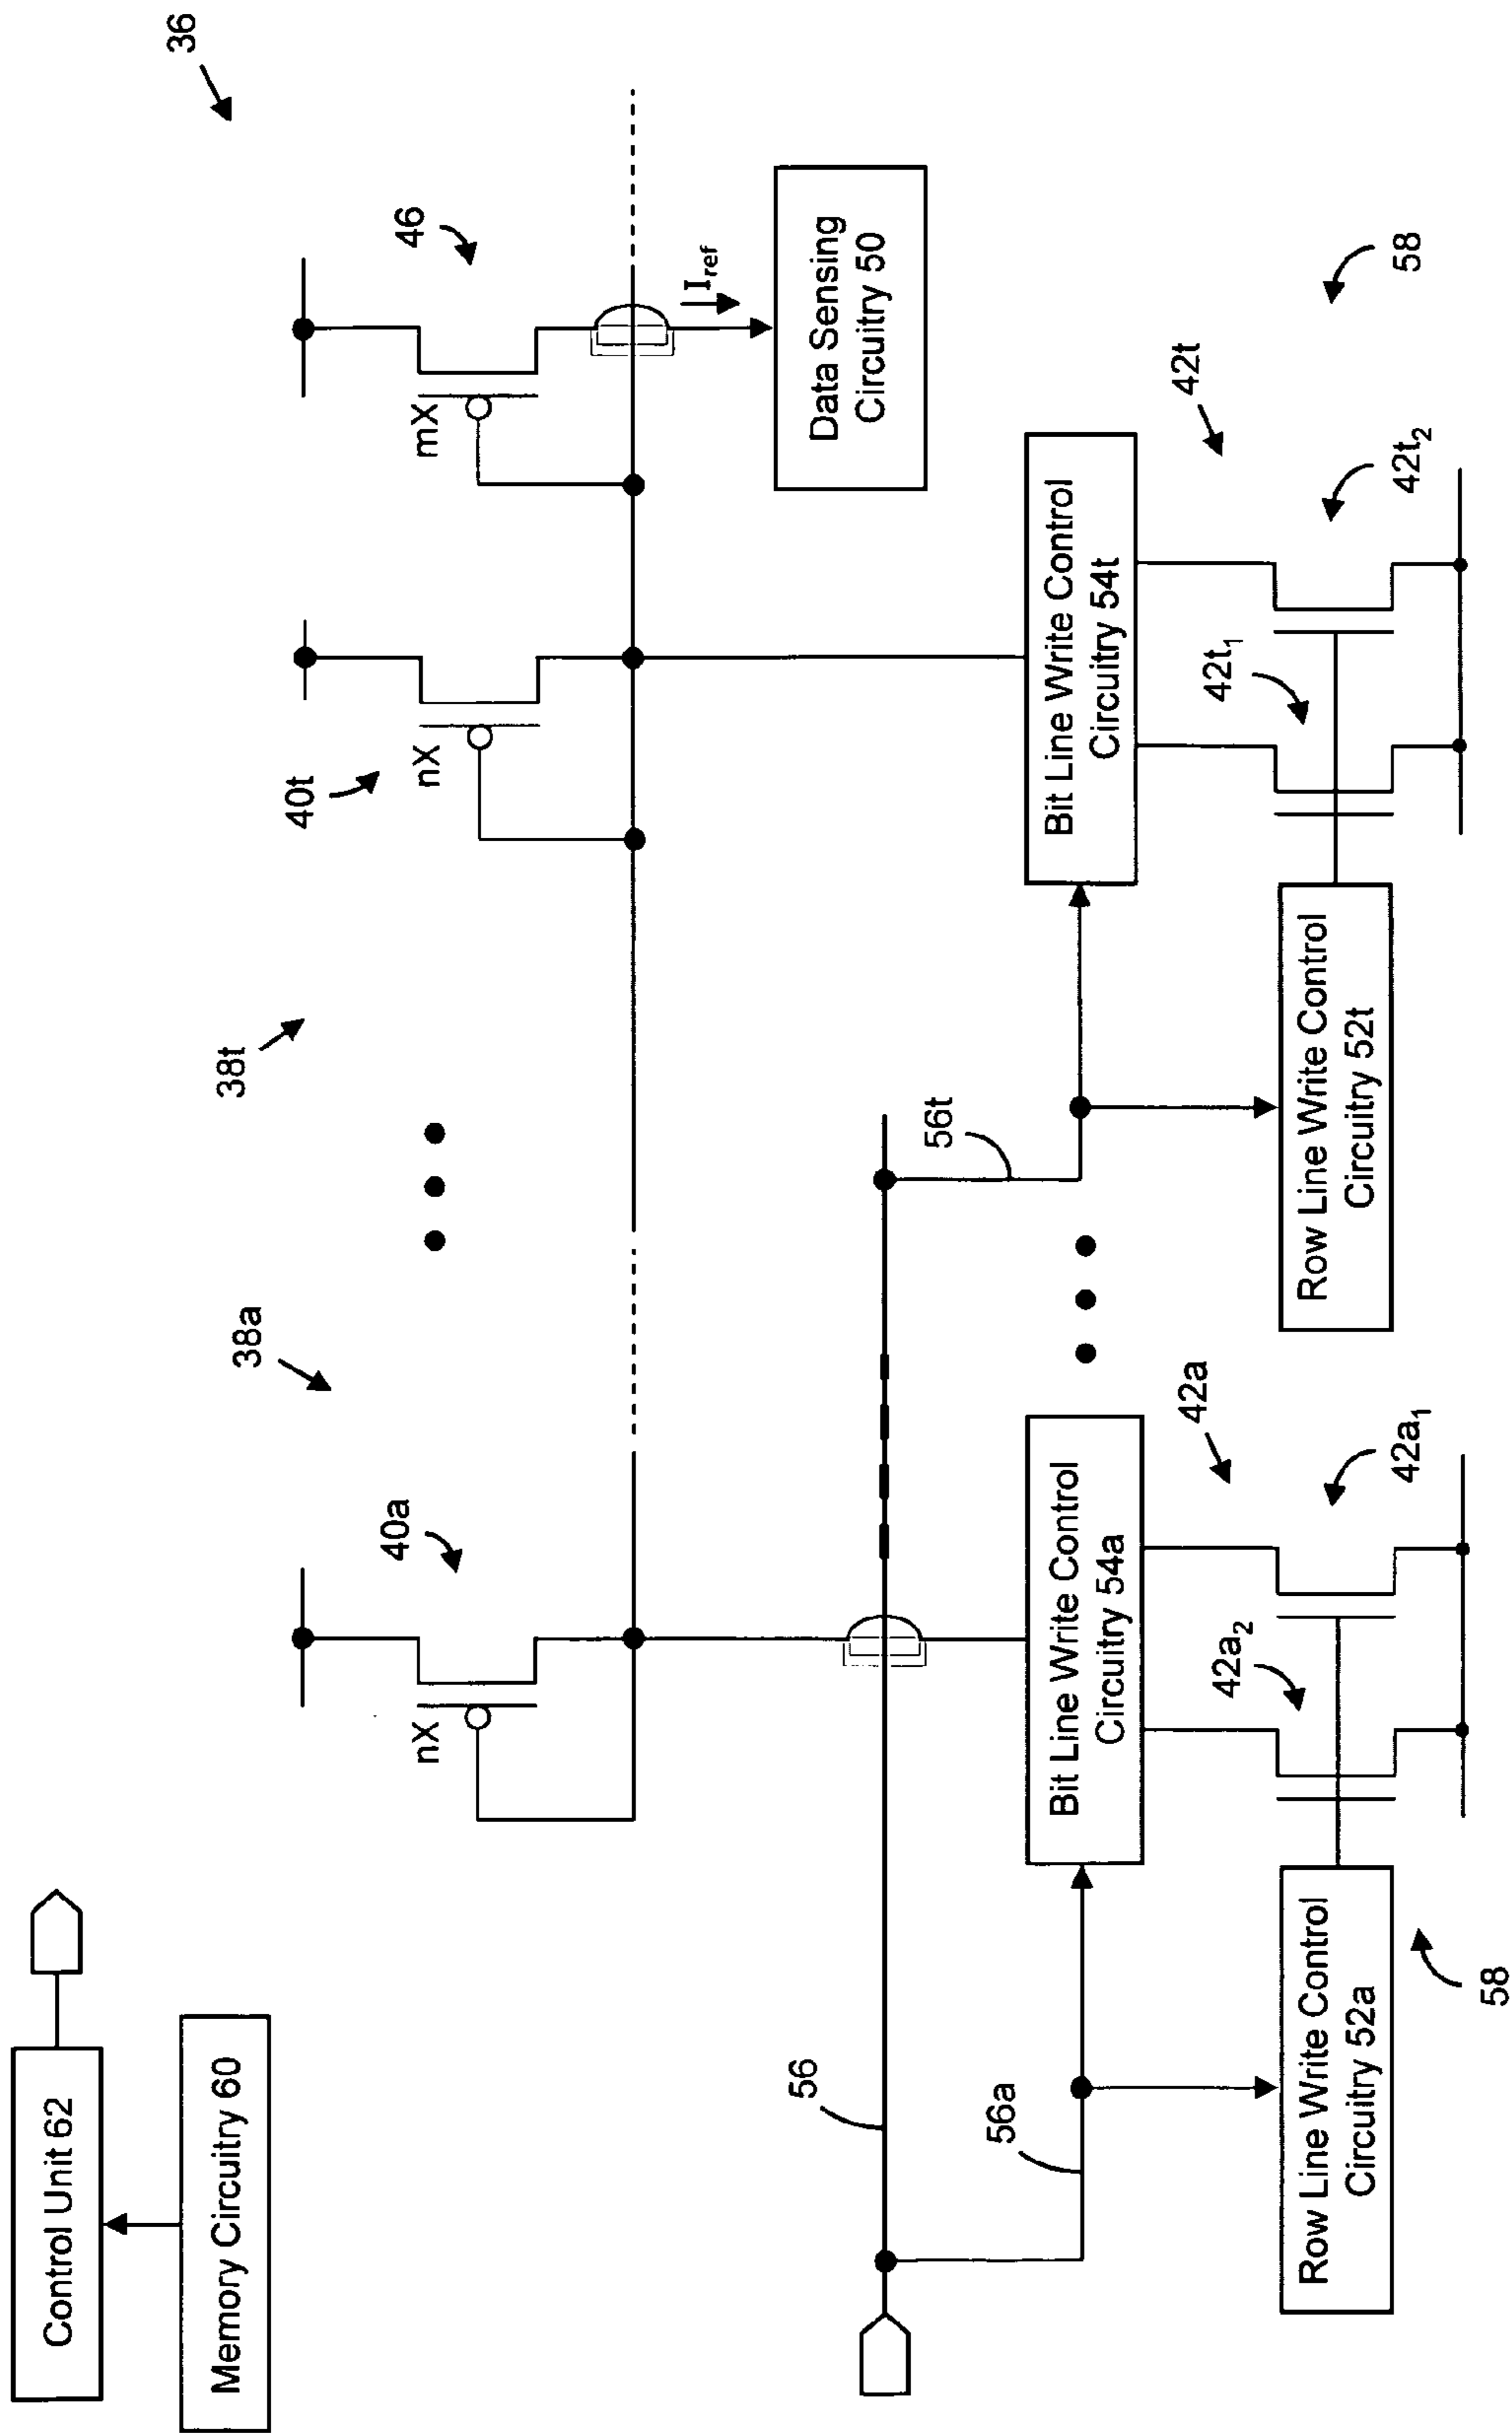 Control Unit 62
Memory Circuitry 60
36
38a
38t
40a
nX
40t
nX
46
mX
Iref
Data Sensing
Circuitry 50
56
56a
56t
Bit Line Write Control
Circuitry 54a
42a
Bit Line Write Control
Circuitry 54t
42t
42a₂
42a₁
42t₁
42t₂
58
Row Line Write Control
Circuitry 52a
Row Line Write Control
Circuitry 52t
58